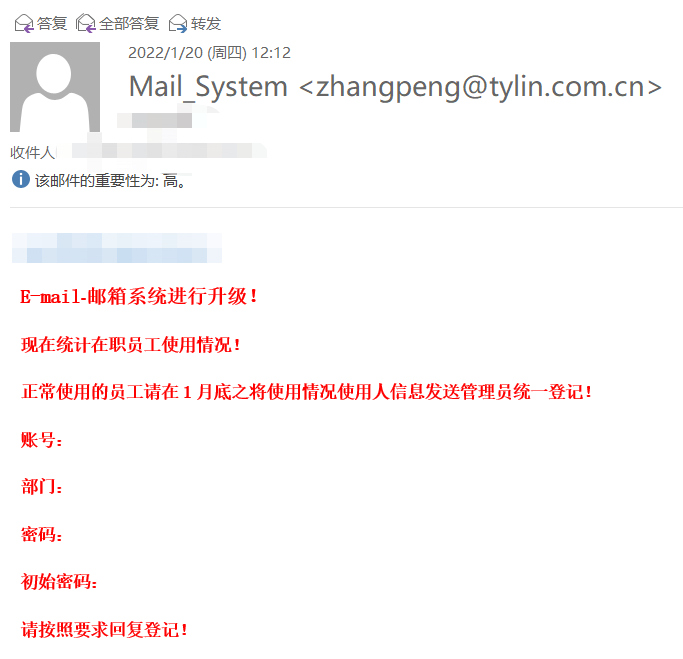 答复 全部答复 转发
2022/1/20 (周四) 12:12
Mail_System <zhangpeng@tylin.com.cn>
收件人
该邮件的重要性为: 高。
E-mail-邮箱系统进行升级!
现在统计在职员工使用情况!
正常使用的员工请在 1 月底之将使用情况使用人信息发送管理员统一登记!
账号:
部门:
密码:
初始密码:
请按照要求回复登记!